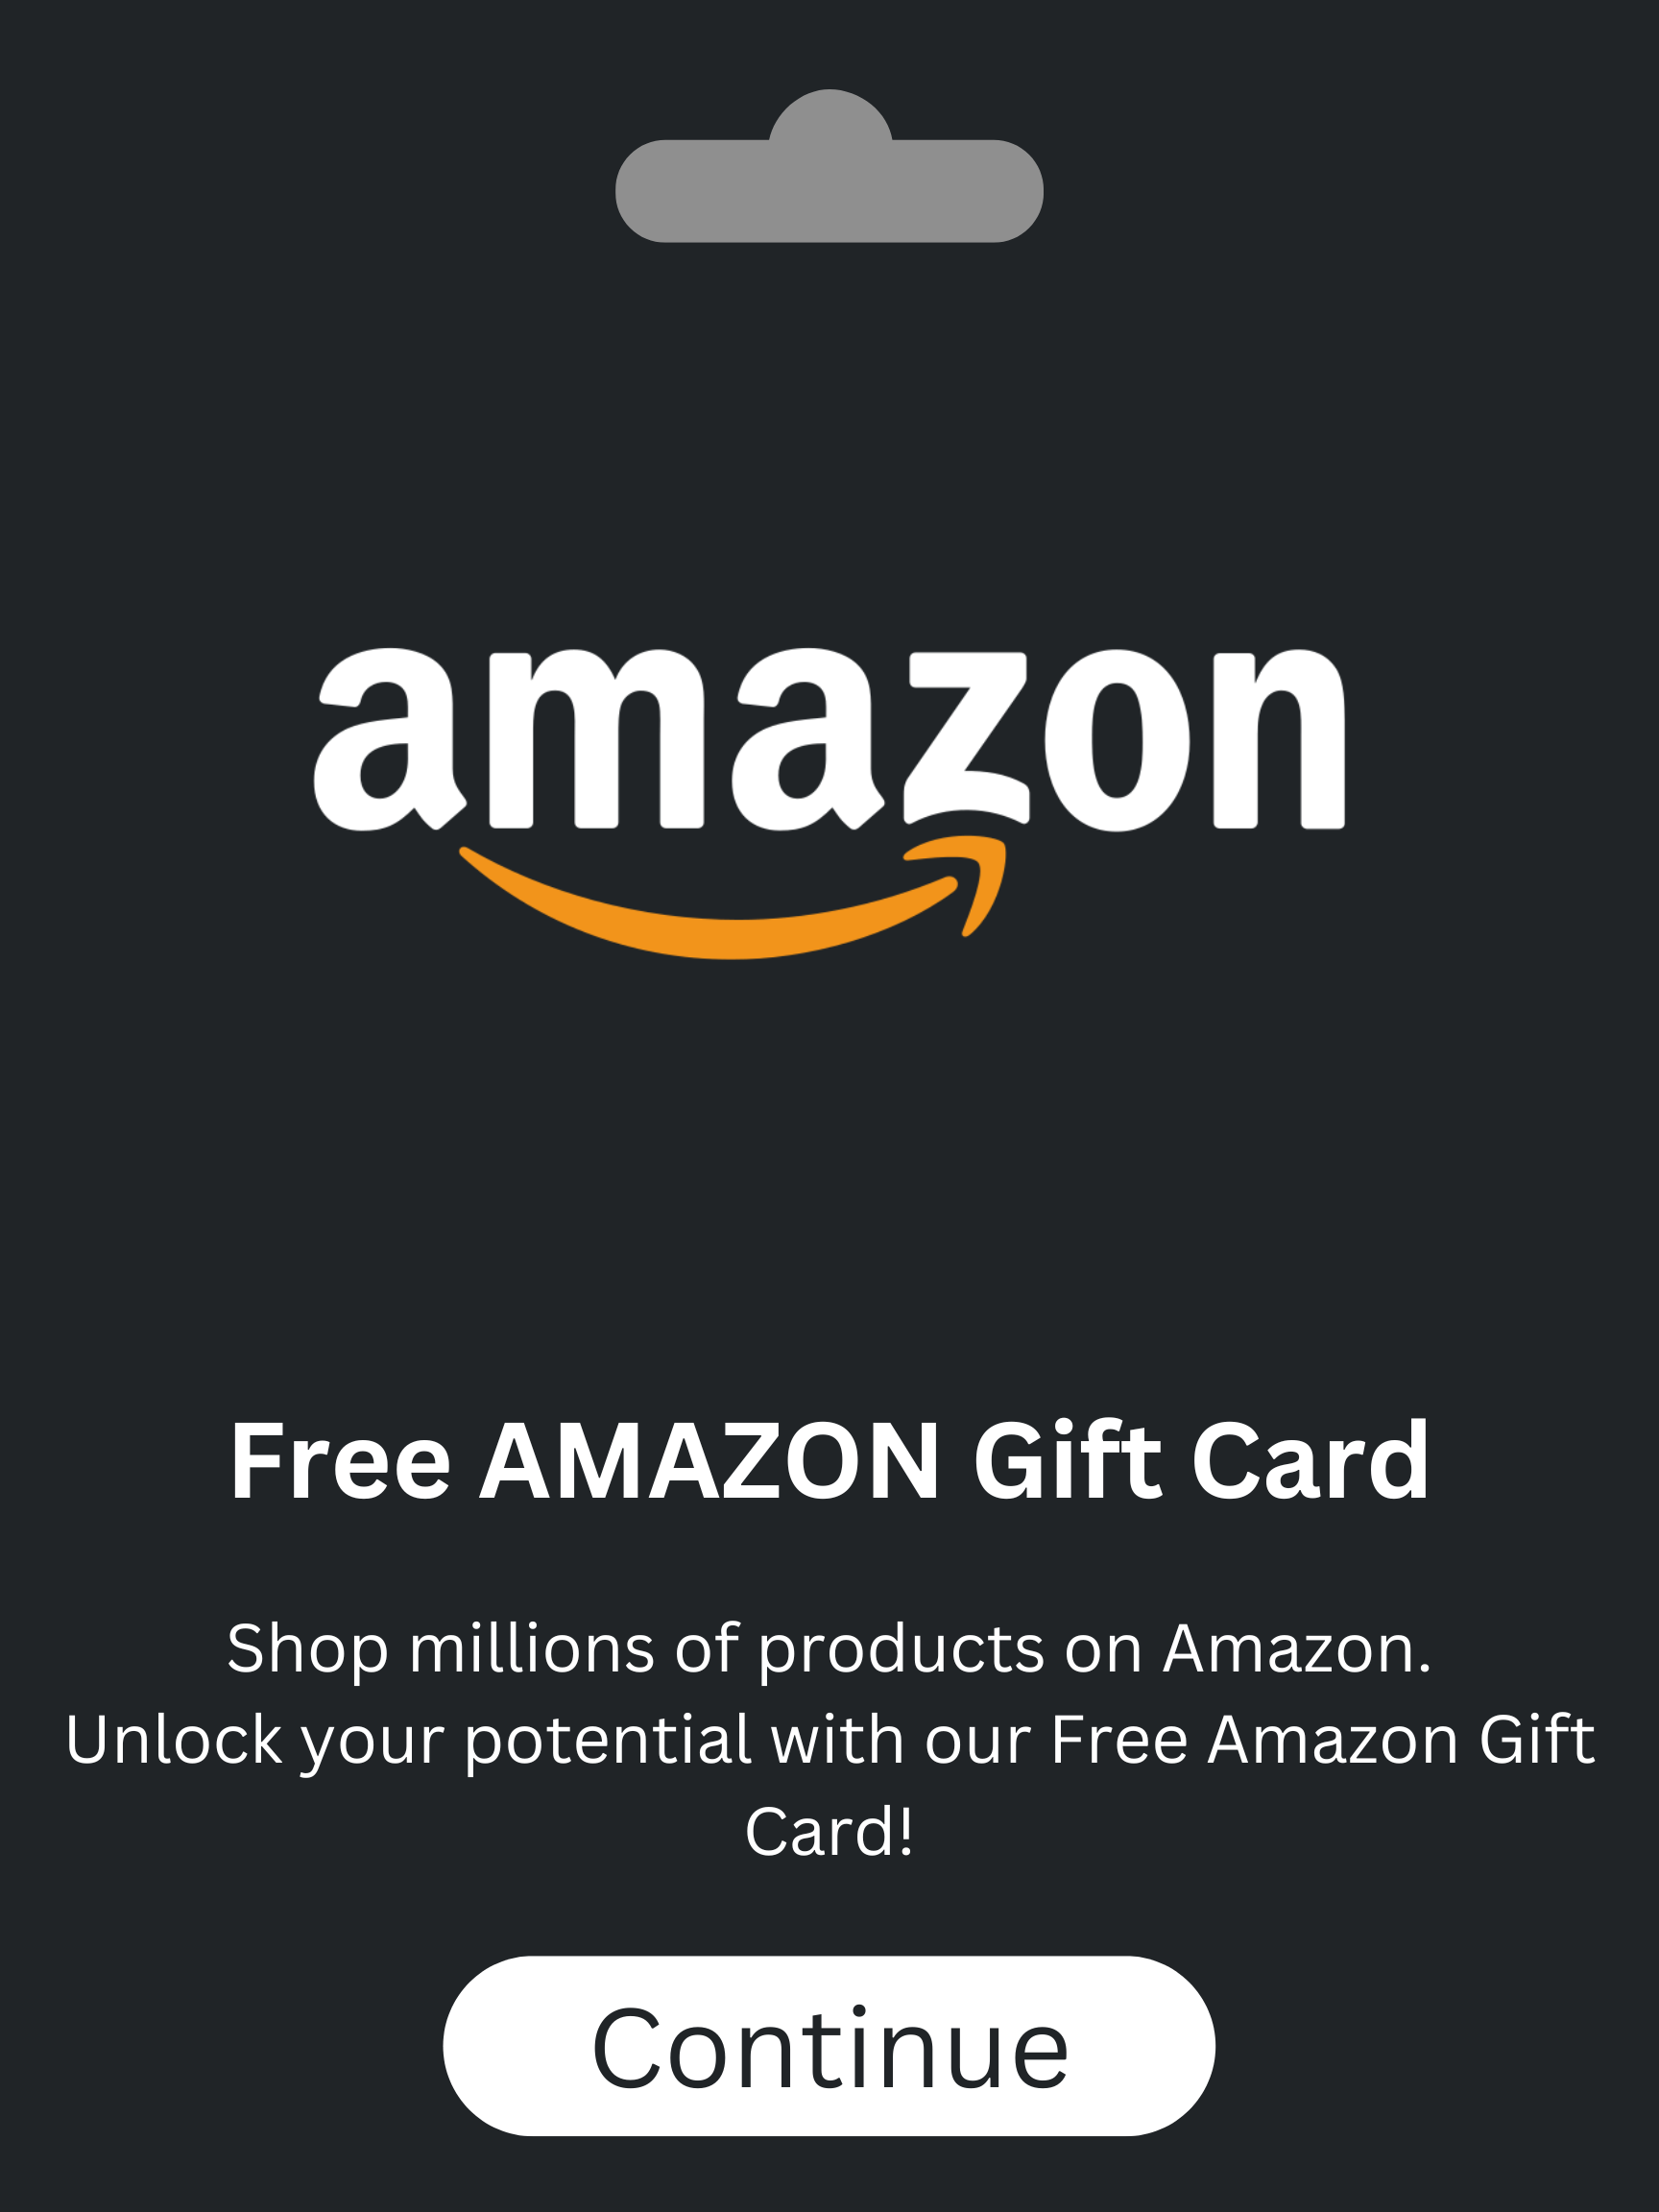 amazon
Free AMAZON Gift Card
Shop millions of products on Amazon.
Unlock your potential with our Free Amazon Gift
Card!
Continue